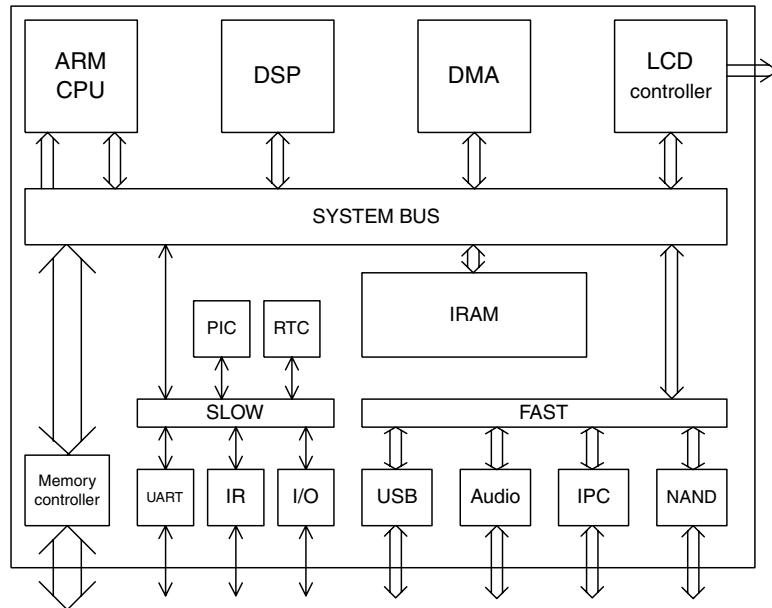 ARM
CPU
DSP
DMA
LCD
controller
SYSTEM BUS
IRAM
PIC
RTC
SLOW
FAST
Memory
controller
UART
IR
I/O
USB
Audio
IPC
NAND